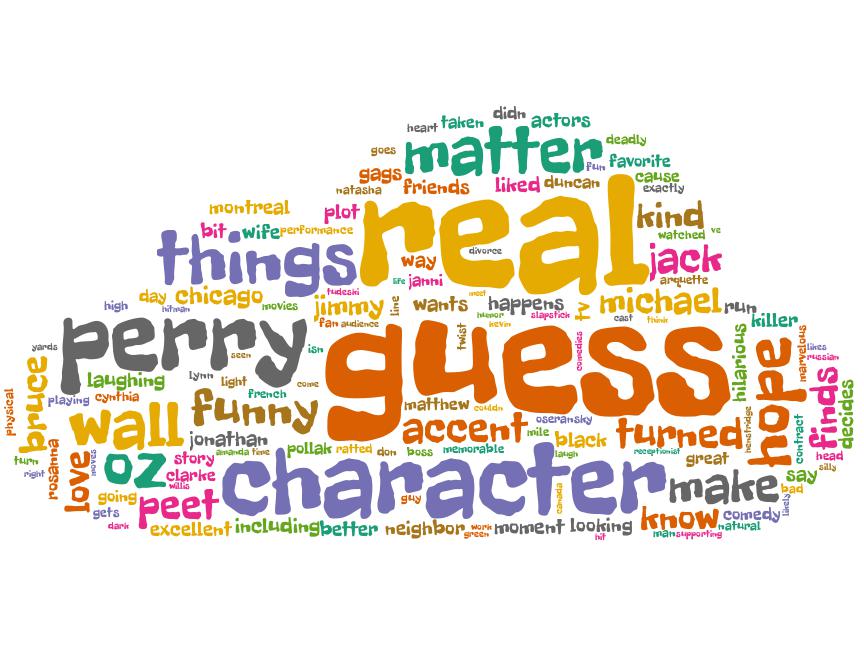 didn
heart taken actors
goes matter deadly
fun favorite
gags friends liked duncan cause
natasha exactly
montreal plot real kind
bit wife performance watched ve
things way divorce jack
life janni arquette
tudeski meet
day chicago movies jimmy line wants happens tv michael run
high hitman fan audience humor slapstick cast think killer
kevin
perry guess
yards seen isn twist comedies hilarious hope marvelous likes russian
bruce laughing lynn light come finds
physical playing cynthia french decides
wall funny matthew couldn oseransky henstridge contract
jonathan accent mile black turned
rosanna amanda time pollak ratted don boss memorable laugh receptionist great head
turn love moves oz story character silly
right clarke say
willis make bad
going peet guy canada likely
gets know comedy
dark excellent including better neighbor work moment looking natural
green hit man supporting